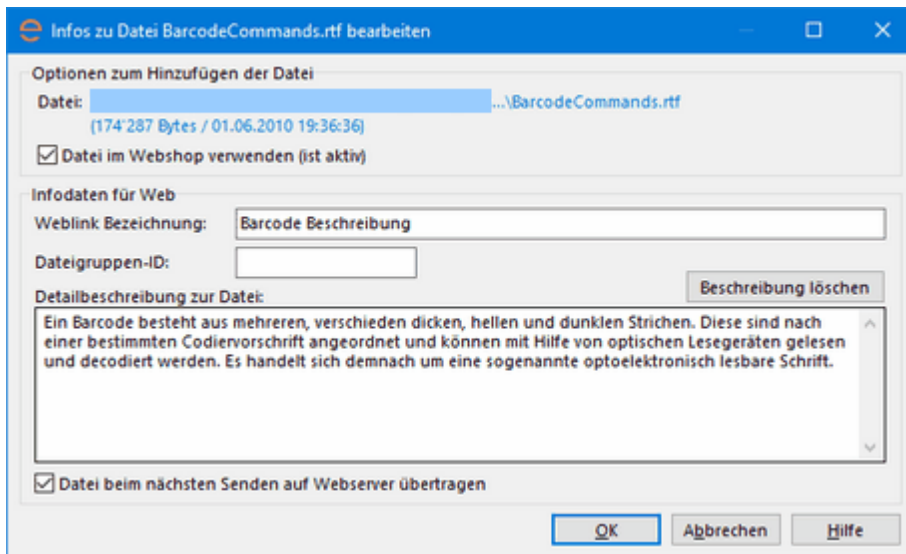 Infos zu Datei BarcodeCommands.rtf bearbeiten
Optionen zum Hinzufügen der Datei
Datei: ...\BarcodeCommands.rtf
(174'287 Bytes / 01.06.2010 19:36:36)
Datei im Webshop verwenden (ist aktiv)
Infodaten für Web
Weblink Bezeichnung: Barcode Beschreibung
Dateigruppen-ID:
Beschreibung löschen
Detailbeschreibung zur Datei:
Ein Barcode besteht aus mehreren, verschieden dicken, hellen und dunklen Strichen. Diese sind nach
einer bestimmten Codiervorschrift angeordnet und können mit Hilfe von optischen Lesegeräten gelesen
und decodiert werden. Es handelt sich demnach um eine sogenannte optoelektronisch lesbare Schrift.
Datei beim nächsten Senden auf Webserver übertragen
OK Abbrechen Hilfe